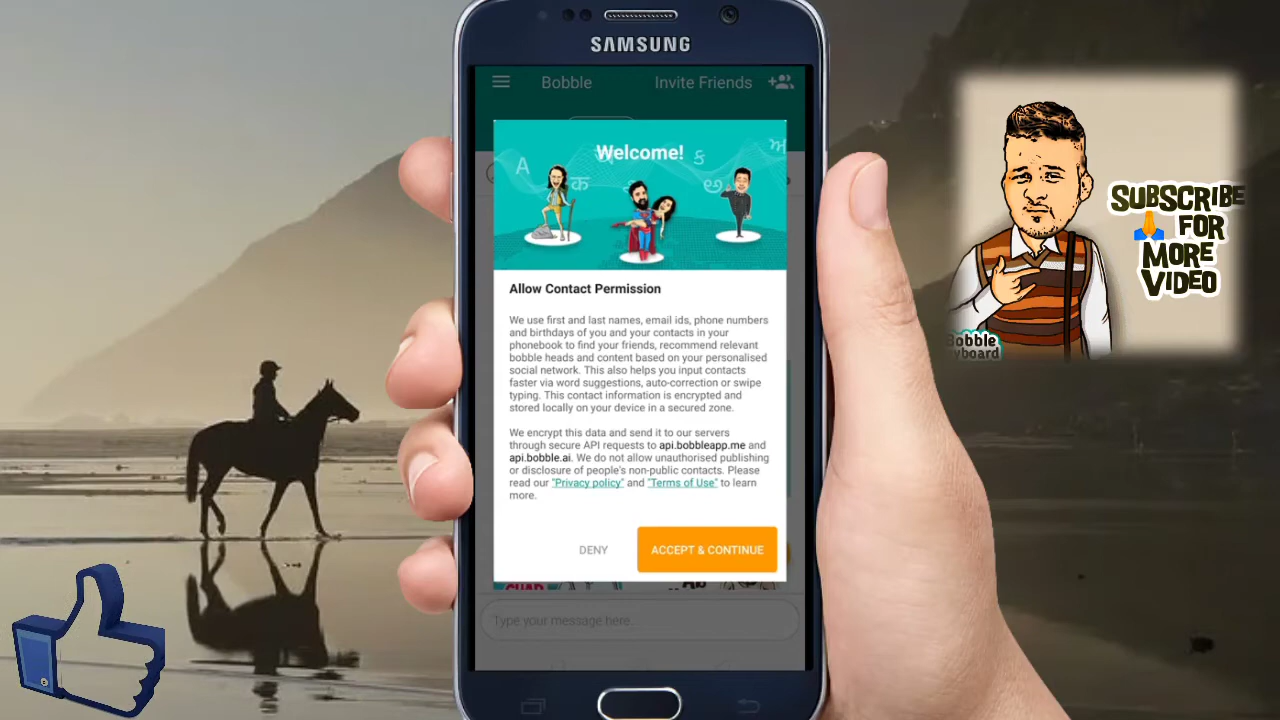 SAMSUNG
Bobble
Invite Friends
Welcome!
A
क
Allow Contact Permission
We use first and last names, email ids, phone numbers
and birthdays of you and your contacts in your
phonebook to find your friends, recommend relevant
bobble heads and content based on your personalised
social network. This also helps you input contacts
faster via word suggestions, auto-correction or swipe
typing. This contact information is encrypted and
stored locally on your device in a secured zone.
We encrypt this data and send it to our servers
through secure API requests to api.bobbleapp.me and
api.bobble.ai. We do not allow unauthorised publishing
or disclosure of people's non-public contacts. Please
read our "Privacy policy" and "Terms of Use" to learn
more.
DENY
ACCEPT & CONTINUE
Type your message here..
SUBSCRIBE
FOR
MORE
VIDEO
Bobble
yboard